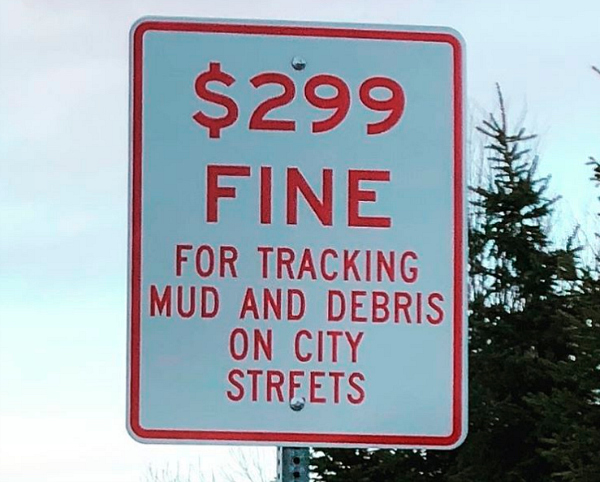 $299
FINE
FOR TRACKING
MUD AND DEBRIS
ON CITY
STREETS